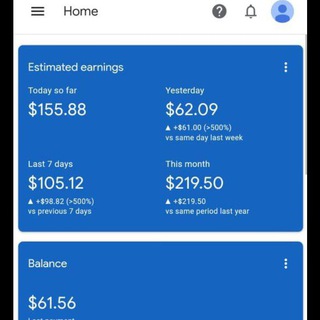 Home
Estimated earnings
Today so far
$155.88
Yesterday
$62.09
▲ +$61.00 (>500%)
vs same day last week
Last 7 days
$105.12
▲ +$98.82 (>500%)
vs previous 7 days
This month
$219.50
▲ +$219.50
vs same period last year
Balance
$61.56
Last payment